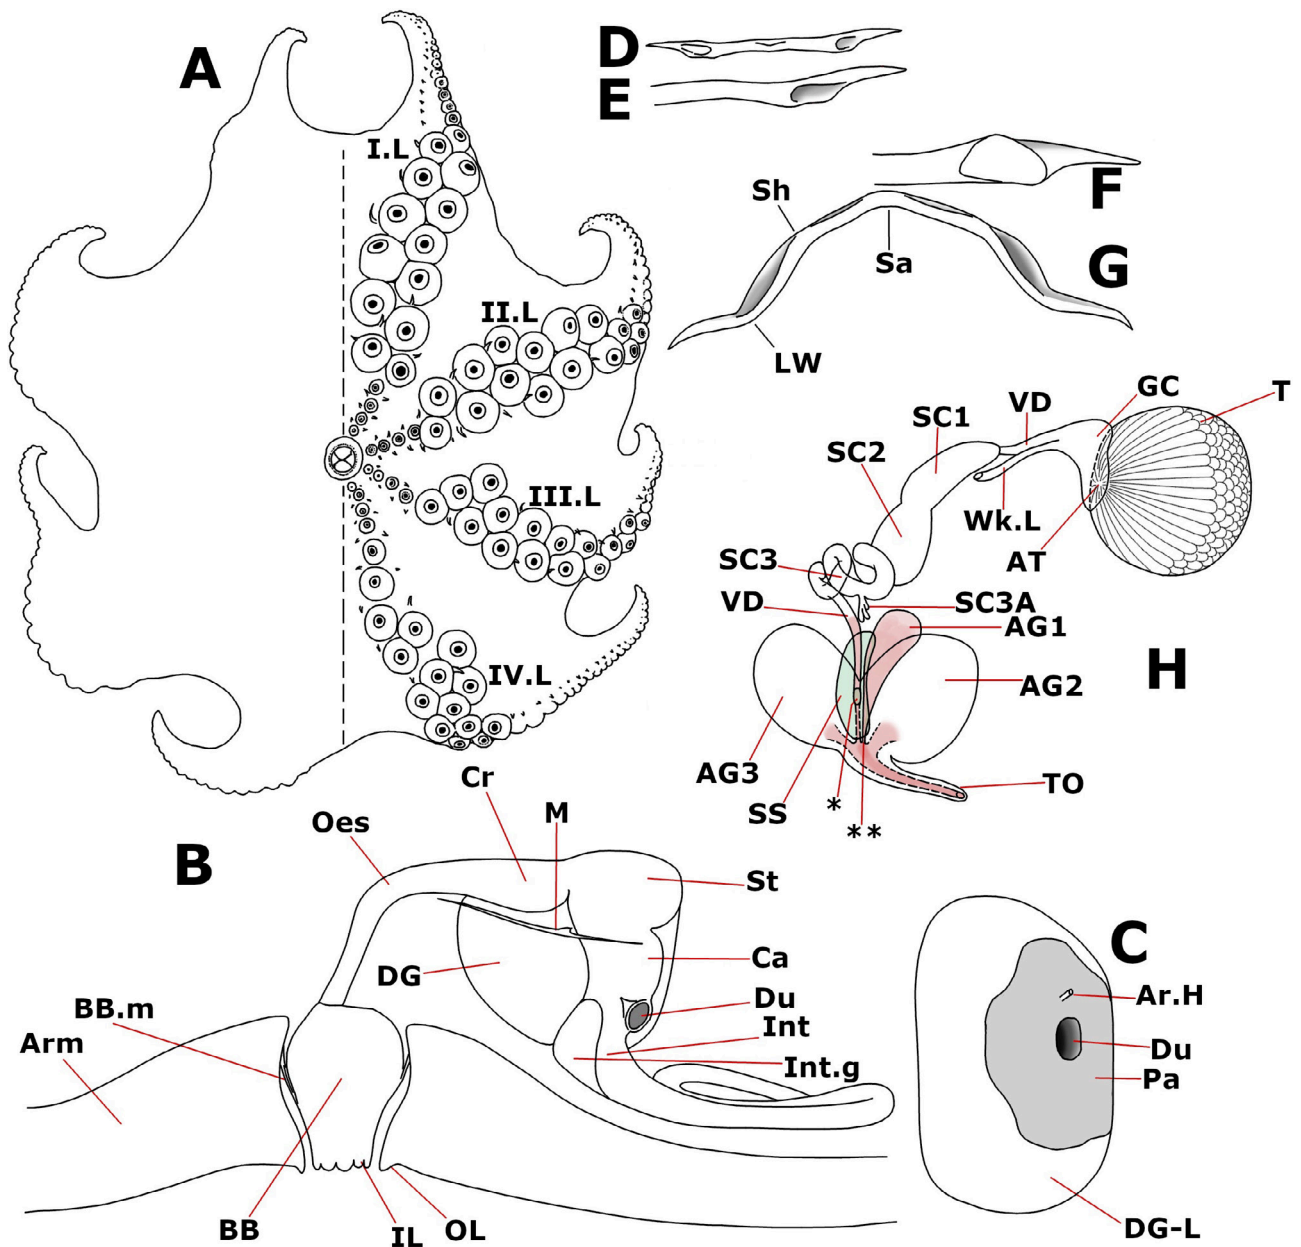 A
I.L
II.L
III.L
IV.L
D
E
F
Sh
Sa
G
LW
GC
T
VD
SC1
SC2
Wk.L
AT
SC3
SC3A
VD
AG1
H
AG2
AG3
SS
*
**
TO
B
Cr
M
Oes
St
DG
Ca
Du
BB.m
Int
Arm
Int.g
BB
IL
OL
C
Ar.H
Du
Pa
DG-L